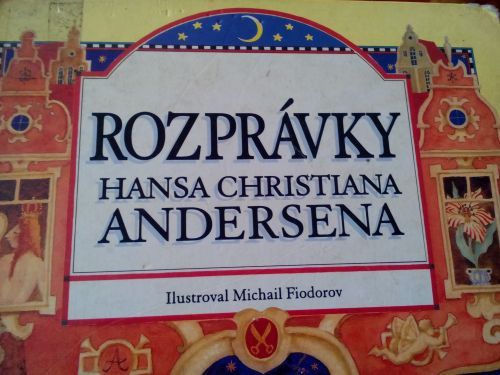 ROZPRÁVKY
HANSA CHRISTIANA
ANDERSENA
Ilustroval Michail Fiodorov
A